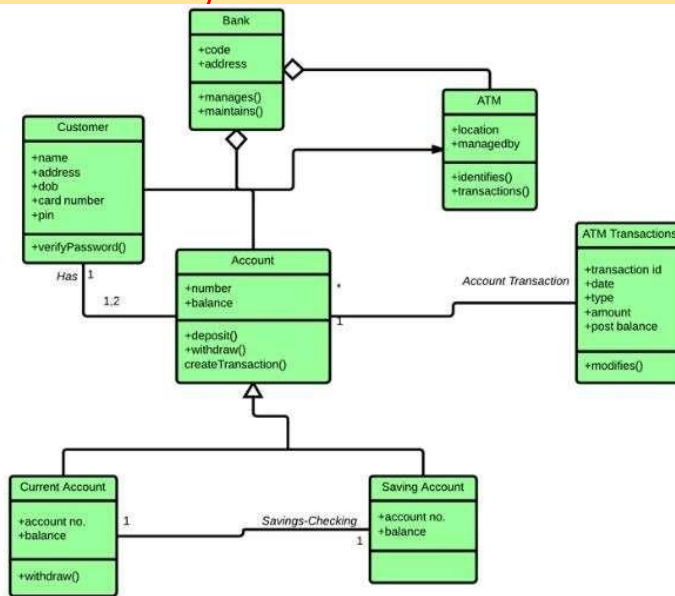 Bank
+code
+address
+manages()
+maintains()
ATM
+location
+managedby
+identifies()
+transactions()
Customer
+name
+address
+dob
+card number
+pin
+verifyPassword()
Has
1
1,2
Account
+number
+balance
+deposit()
+withdraw()
createTransaction()
*
1
Account Transaction
ATM Transactions
+transaction id
+date
+type
+amount
+post balance
+modifies()
Current Account
+account no.
+balance
+withdraw()
1
Savings-Checking
1
Saving Account
+account no.
+balance